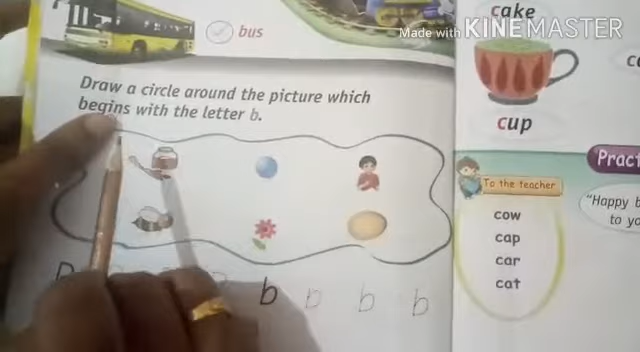 bus
Draw a circle around the picture which
begins with the letter b.
b b b b
cake
Made with KINEMASTER
cup
To the teacher
cow
cap
car
cat
"Happy b
to yo